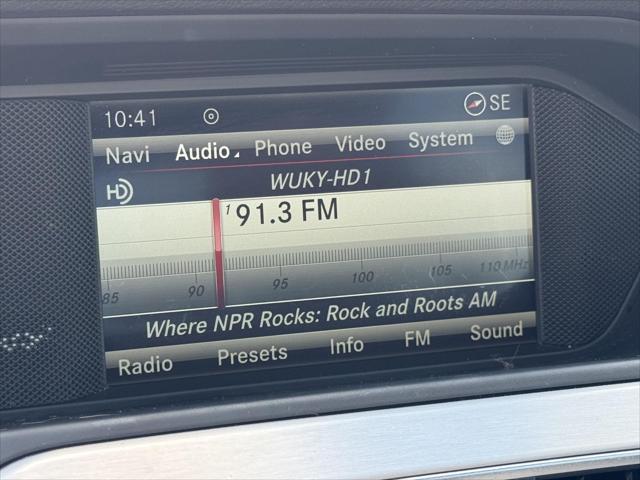 10:41 SE
Navi Audio Phone Video System
HD WUKY-HD1
1 91.3 FM
85 90 95 100 105 110 MHz
Where NPR Rocks: Rock and Roots AM
Radio Presets Info FM Sound